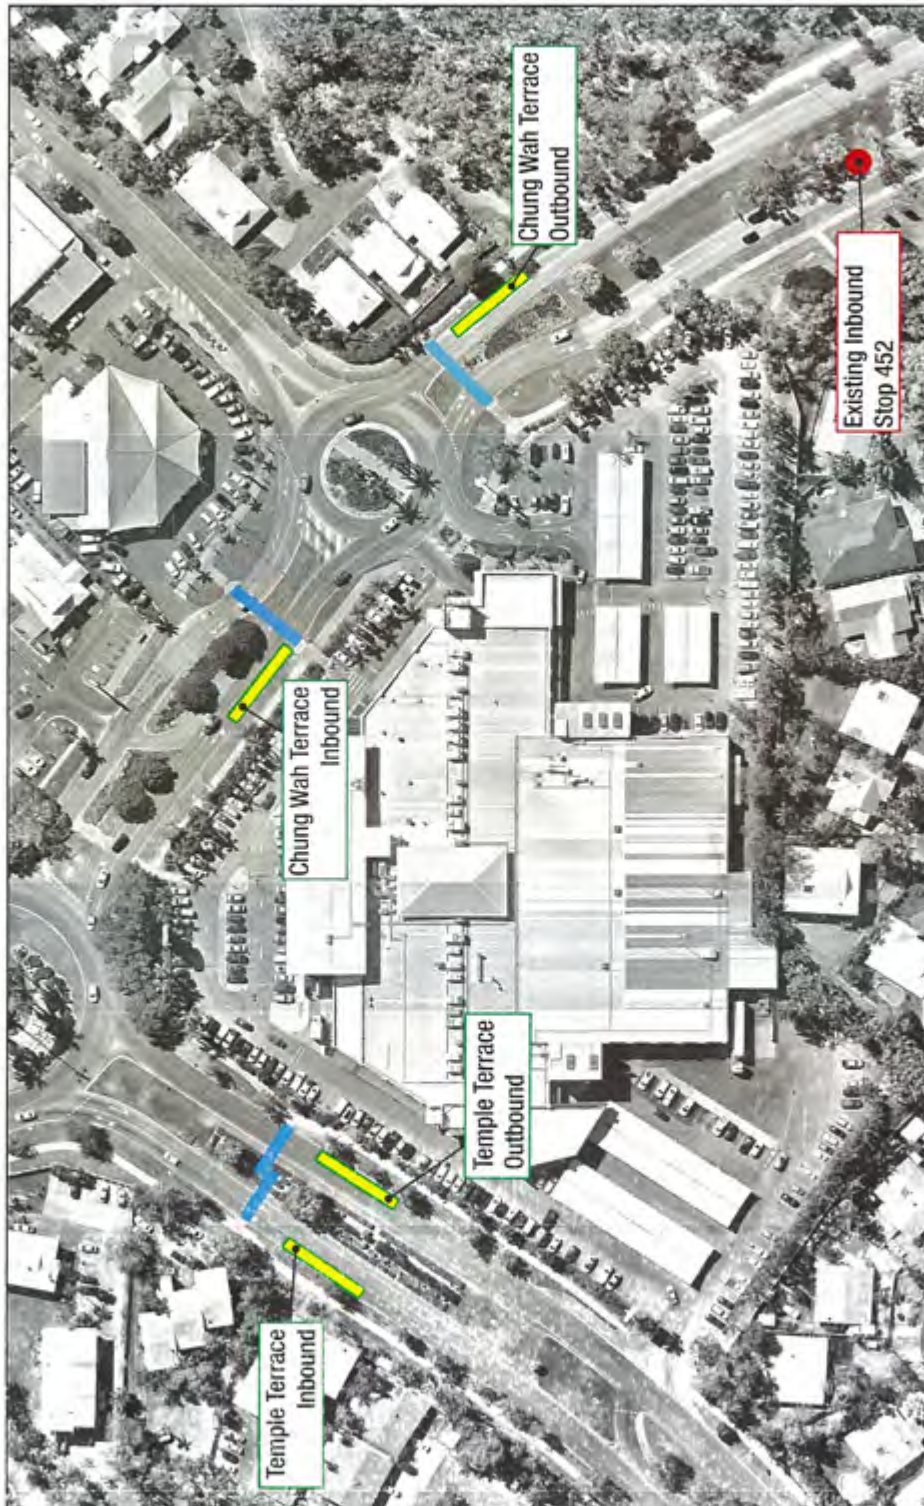 Chung Wah Terrace
Outbound
Existing Inbound
Stop 452
Chung Wah Terrace
Inbound
Temple Terrace
Outbound
Temple Terrace
Inbound